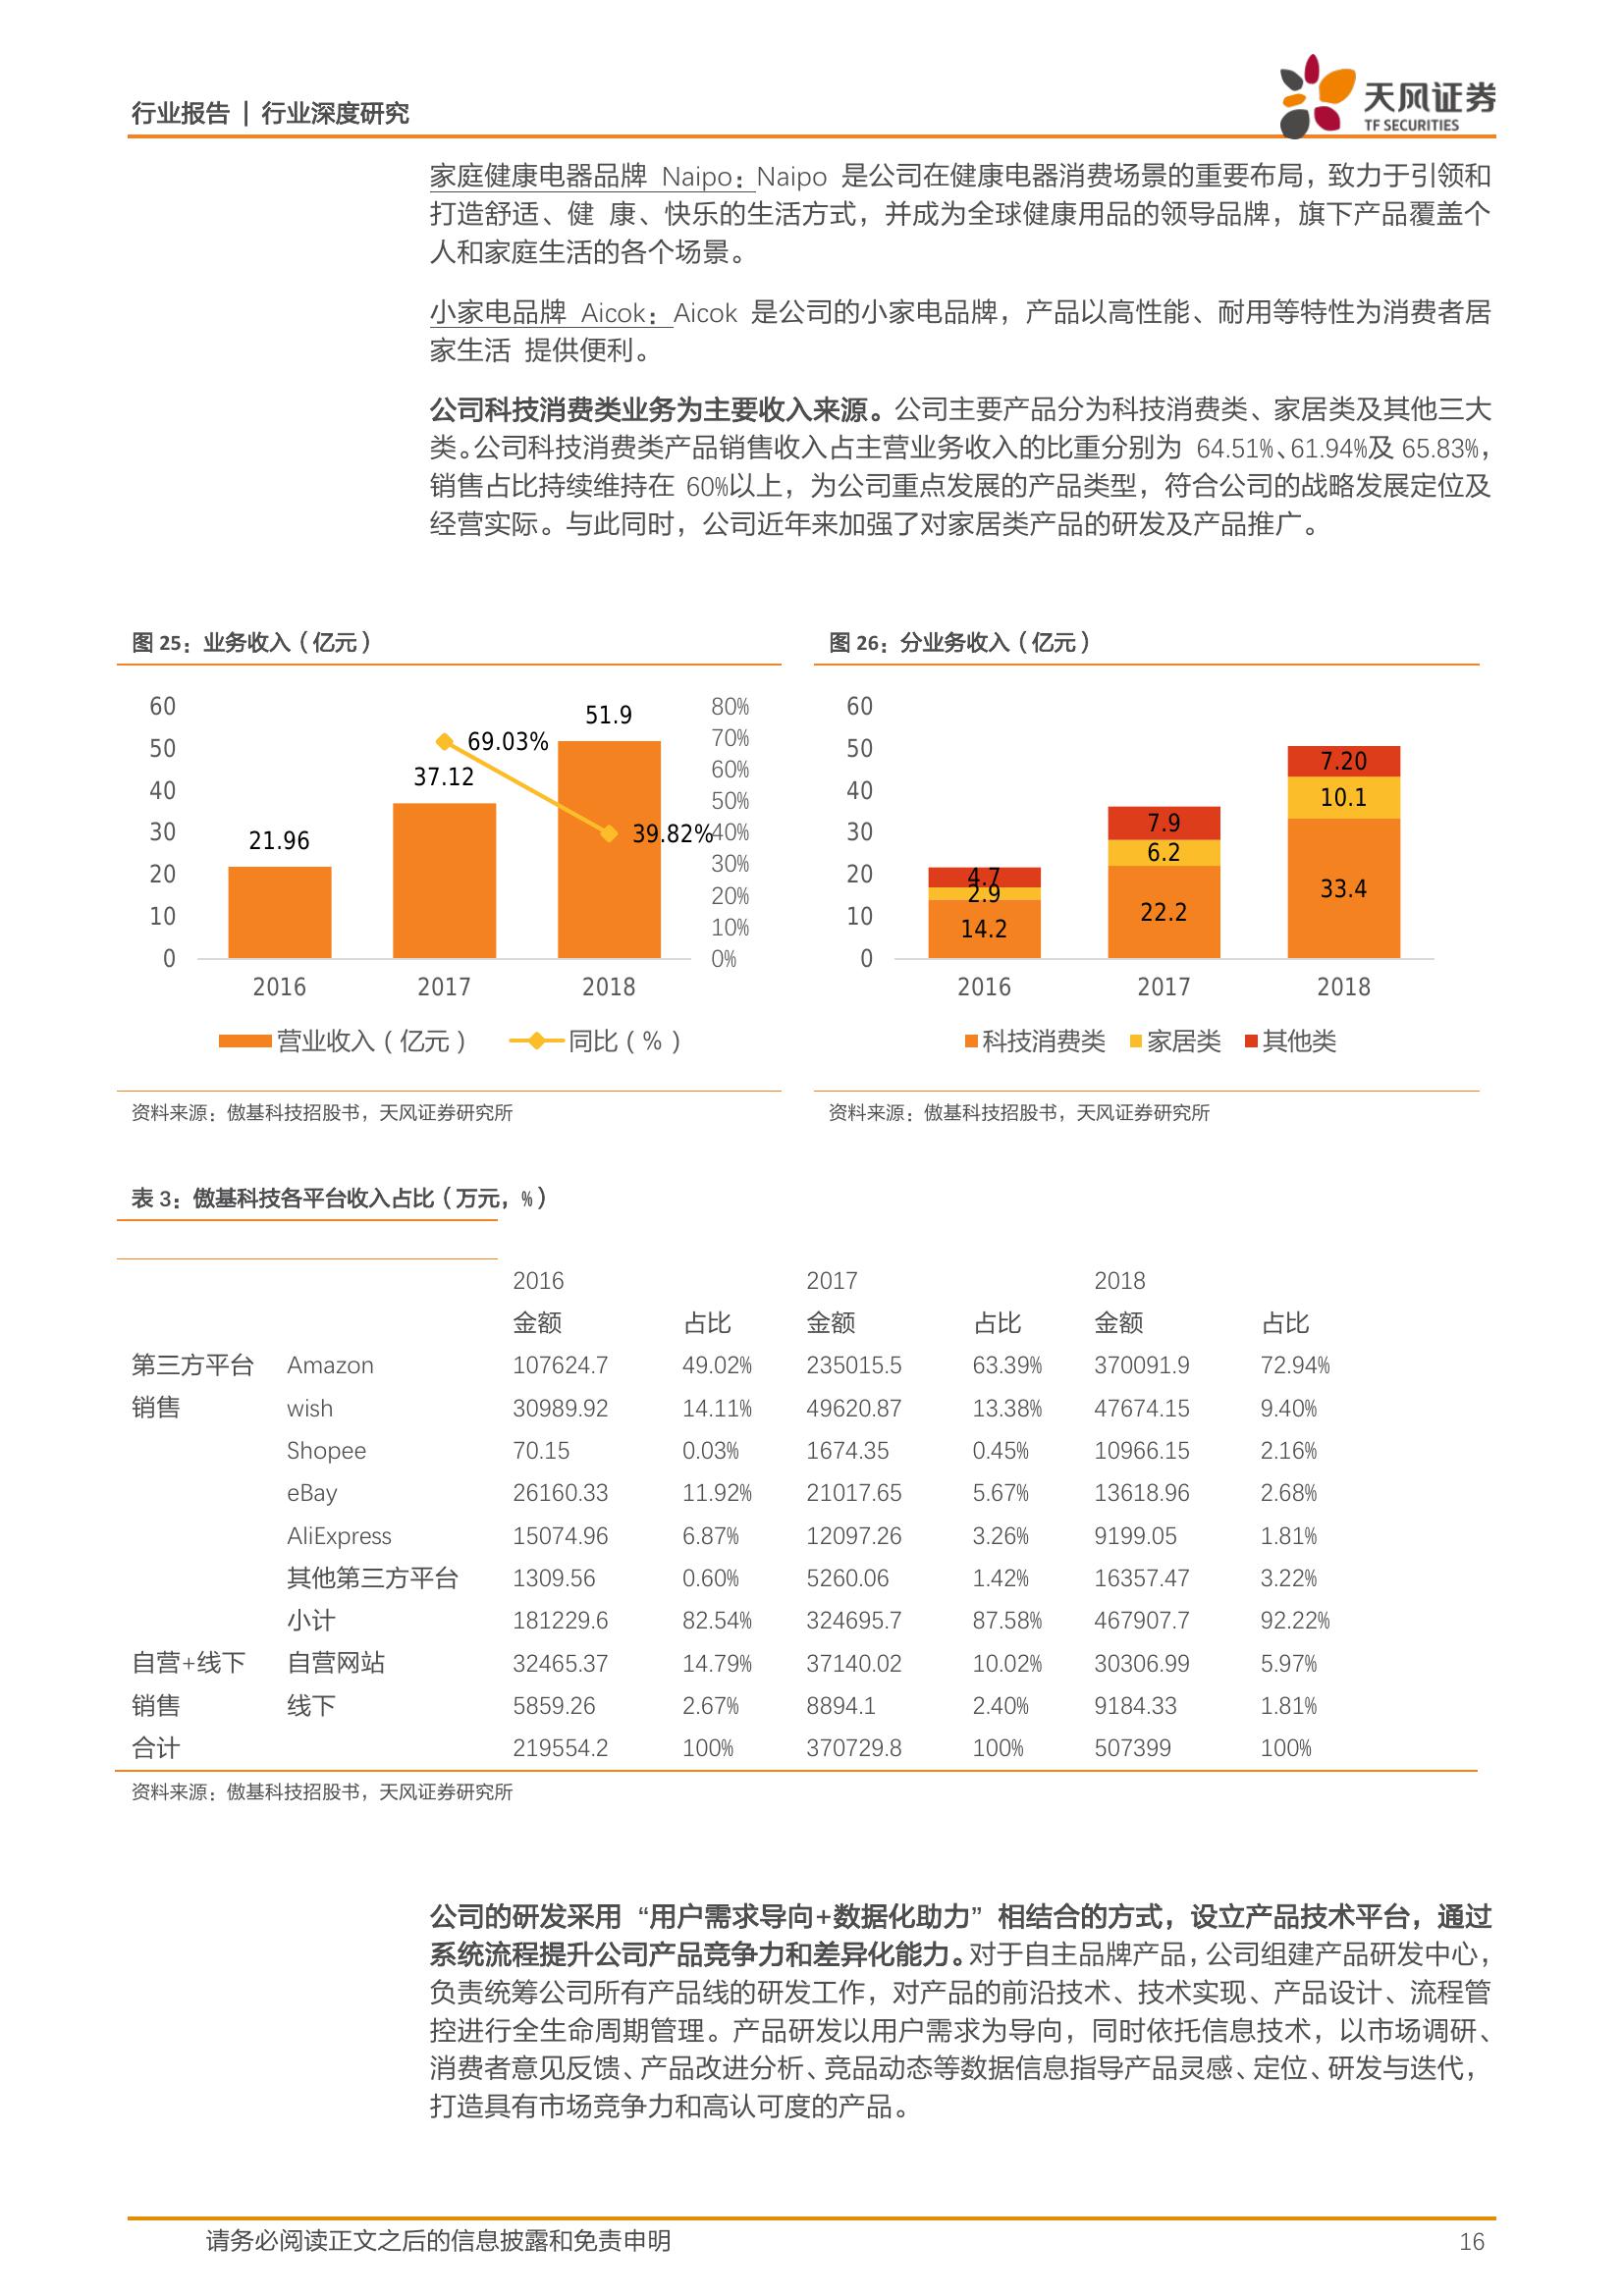 行业报告 | 行业深度研究
天风证券
TF SECURITIES
家庭健康电器品牌 Naipo：Naipo 是公司在健康电器消费场景的重要布局，致力于引领和
打造舒适、健 康、快乐的生活方式，并成为全球健康用品的领导品牌，旗下产品覆盖个
人和家庭生活的各个场景。
小家电品牌 Aicok：Aicok 是公司的小家电品牌，产品以高性能、耐用等特性为消费者居
家生活 提供便利。
公司科技消费类业务为主要收入来源。公司主要产品分为科技消费类、家居类及其他三大
类。公司科技消费类产品销售收入占主营业务收入的比重分别为 64.51%、61.94%及 65.83%，
销售占比持续维持在 60%以上，为公司重点发展的产品类型，符合公司的战略发展定位及
经营实际。与此同时，公司近年来加强了对家居类产品的研发及产品推广。
图 25：业务收入（亿元）
60
50
40
30
20
10
0
21.96
37.12
51.9
69.03%
39.82%
80%
70%
60%
50%
40%
30%
20%
10%
0%
2016 2017 2018
营业收入（亿元） 同比（%）
资料来源：傲基科技招股书，天风证券研究所
图 26：分业务收入（亿元）
60
50
40
30
20
10
0
4.7
2.9
14.2
7.9
6.2
22.2
7.20
10.1
33.4
2016 2017 2018
科技消费类 家居类 其他类
资料来源：傲基科技招股书，天风证券研究所
表 3：傲基科技各平台收入占比（万元，%）
2016 2017 2018
金额 占比 金额 占比 金额 占比
第三方平台 Amazon 107624.7 49.02% 235015.5 63.39% 370091.9 72.94%
销售 wish 30989.92 14.11% 49620.87 13.38% 47674.15 9.40%
Shopee 70.15 0.03% 1674.35 0.45% 10966.15 2.16%
eBay 26160.33 11.92% 21017.65 5.67% 13618.96 2.68%
AliExpress 15074.96 6.87% 12097.26 3.26% 9199.05 1.81%
其他第三方平台 1309.56 0.60% 5260.06 1.42% 16357.47 3.22%
小计 181229.6 82.54% 324695.7 87.58% 467907.7 92.22%
自营+线下 自营网站 32465.37 14.79% 37140.02 10.02% 30306.99 5.97%
销售 线下 5859.26 2.67% 8894.1 2.40% 9184.33 1.81%
合计 219554.2 100% 370729.8 100% 507399 100%
资料来源：傲基科技招股书，天风证券研究所
公司的研发采用 “用户需求导向+数据化助力” 相结合的方式，设立产品技术平台，通过
系统流程提升公司产品竞争力和差异化能力。对于自主品牌产品，公司组建产品研发中心，
负责统筹公司所有产品线的研发工作，对产品的前沿技术、技术实现、产品设计、流程管
控进行全生命周期管理。产品研发以用户需求为导向，同时依托信息技术，以市场调研、
消费者意见反馈、产品改进分析、竞品动态等数据信息指导产品灵感、定位、研发与迭代，
打造具有市场竞争力和高认可度的产品。
请务必阅读正文之后的信息披露和免责申明 16